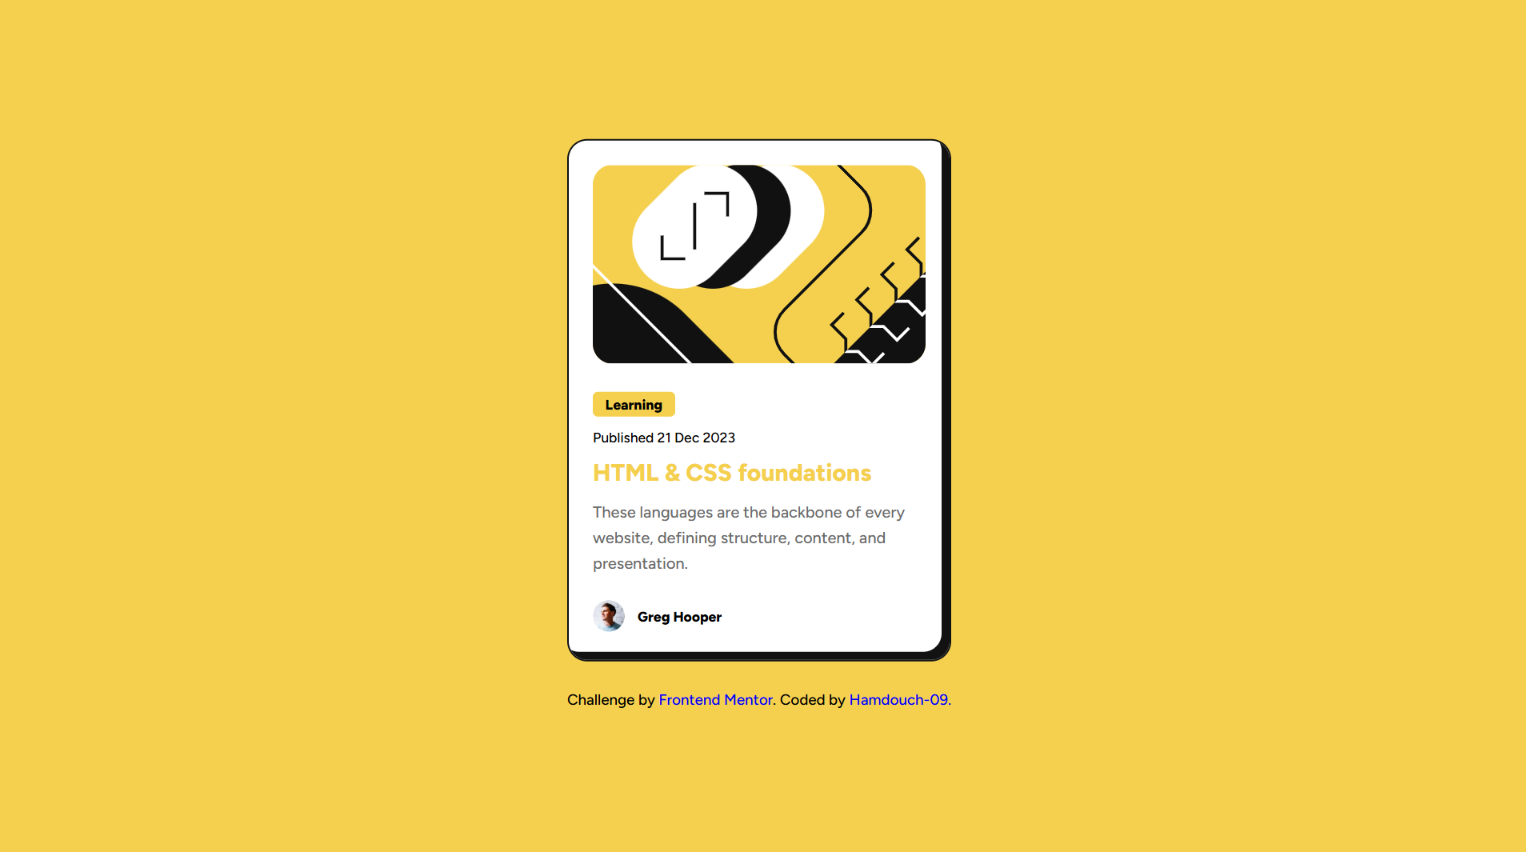 Learning
Published 21 Dec 2023
HTML & CSS foundations
These languages are the backbone of every
website, defining structure, content, and
presentation.
Greg Hooper
Challenge by Frontend Mentor. Coded by Hamdouch-09.